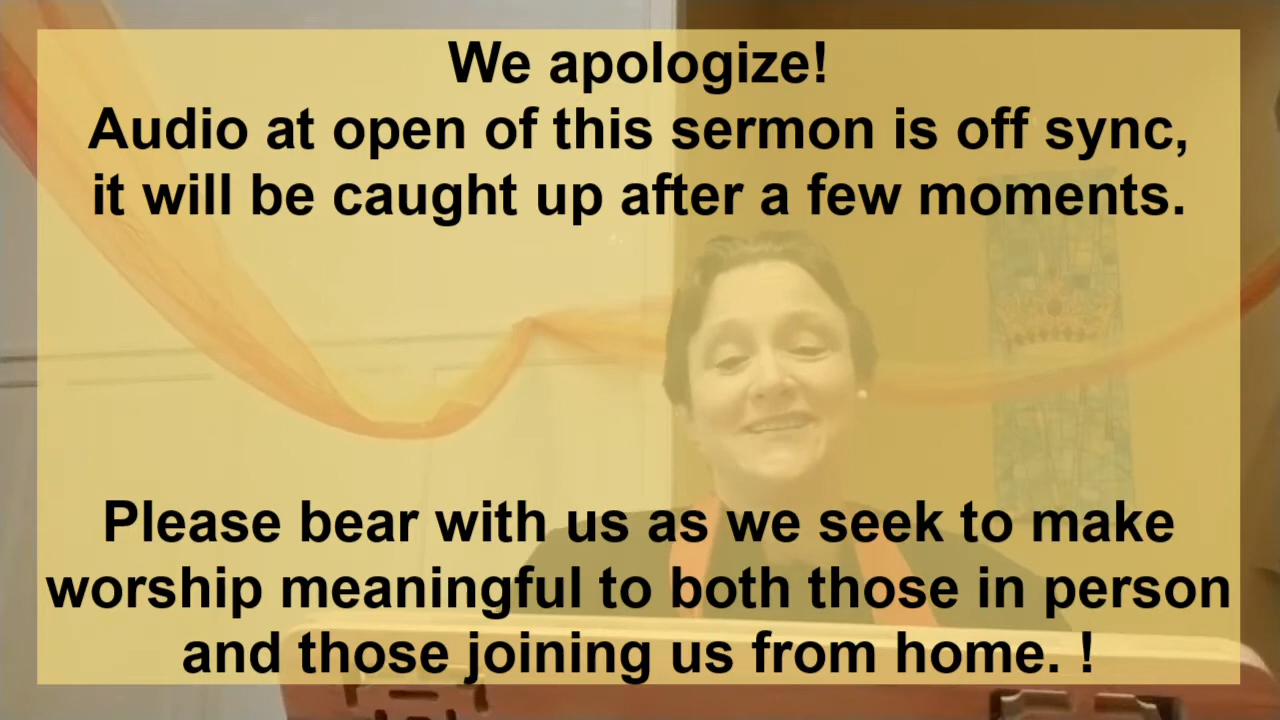 We apologize!
Audio at open of this sermon is off sync,
it will be caught up after a few moments.
Please bear with us as we seek to make
worship meaningful to both those in person
and those joining us from home. !